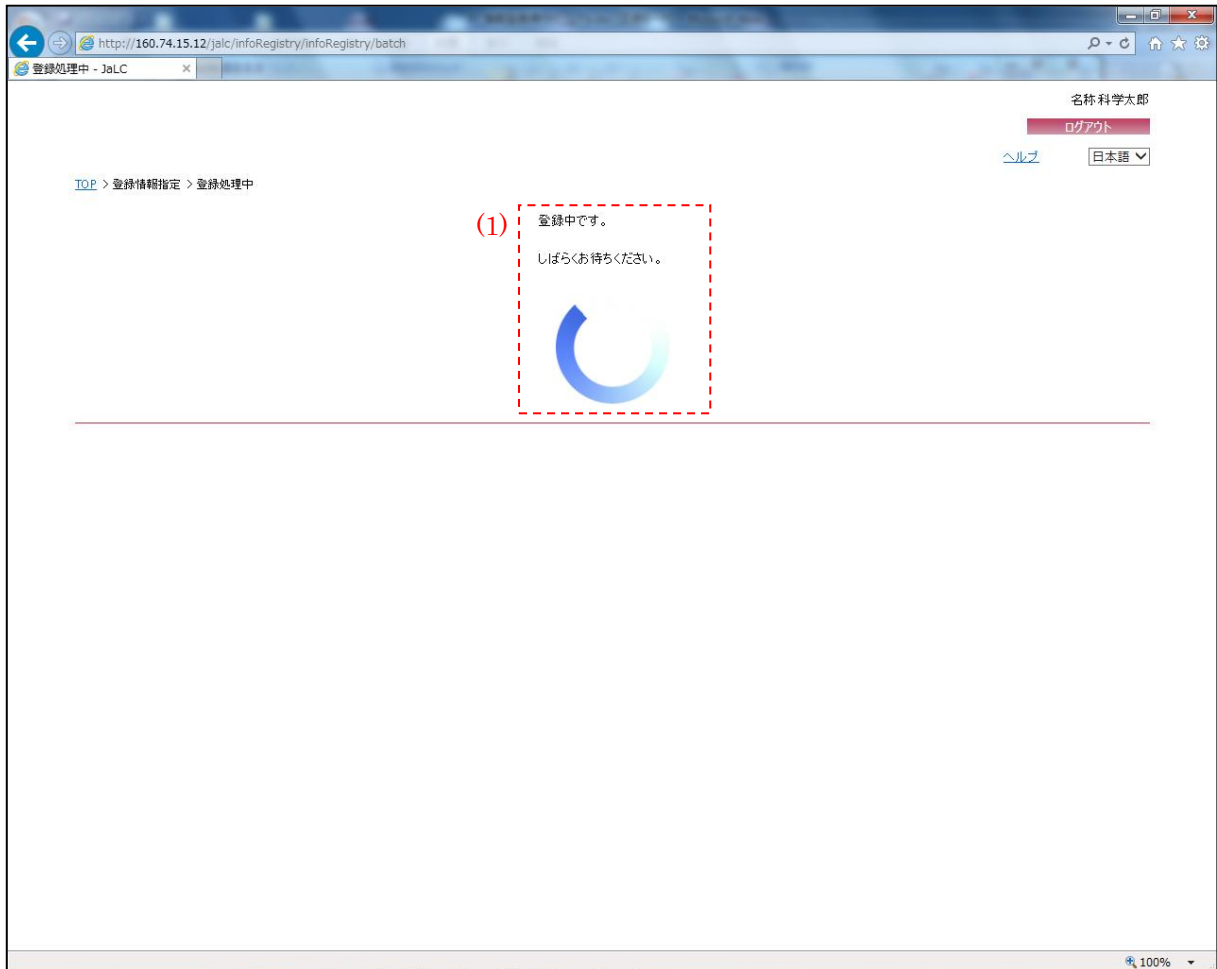 http://160.74.15.12/jalc/infoRegistry/infoRegistry/batch
登録処理中 - JaLC
名称 科学太郎
ログアウト
ヘルプ 日本語
TOP > 登録情報指定 > 登録処理中
(1)
登録中です。
しばらくお待ちください。
100%